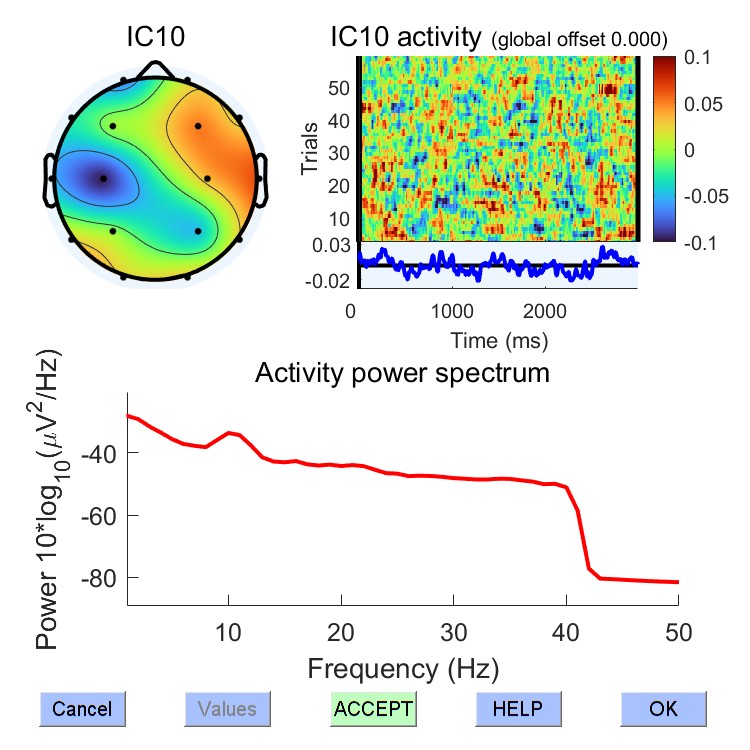 IC10
IC10 activity (global offset 0.000)
Trials
50
40
30
20
10
0.1
0.05
0
-0.05
-0.1
0.03
-0.02
0
1000
2000
Time (ms)
Activity power spectrum
Power 10*log10(μV2/Hz)
-40
-60
-80
10
20
30
40
50
Frequency (Hz)
Cancel
Values
ACCEPT
HELP
OK